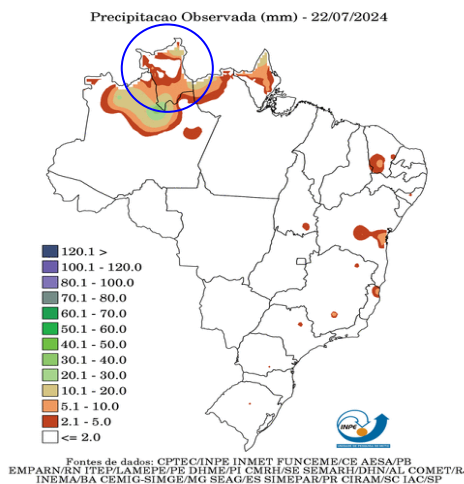 Precipitacao Observada (mm) - 22/07/2024
120.1 >
100.1 - 120.0
80.1 - 100.0
70.1 - 80.0
60.1 - 70.0
50.1 - 60.0
40.1 - 50.0
30.1 - 40.0
20.1 - 30.0
10.1 - 20.0
5.1 - 10.0
2.1 - 5.0
<= 2.0
INPE
Fontes de dados: CPTEC/INPE INMET FUNCEME/CE AESA/PB
EMPARN/RN ITEP/LAMEPE/PE DHME/PI CMRH/SE SEMARH/DHN/AL COMET/R
INEMA/BA CEMIG-SIMGE/MG SEAG/ES SIMEPAR/PR CIRAM/SC IAC/SP